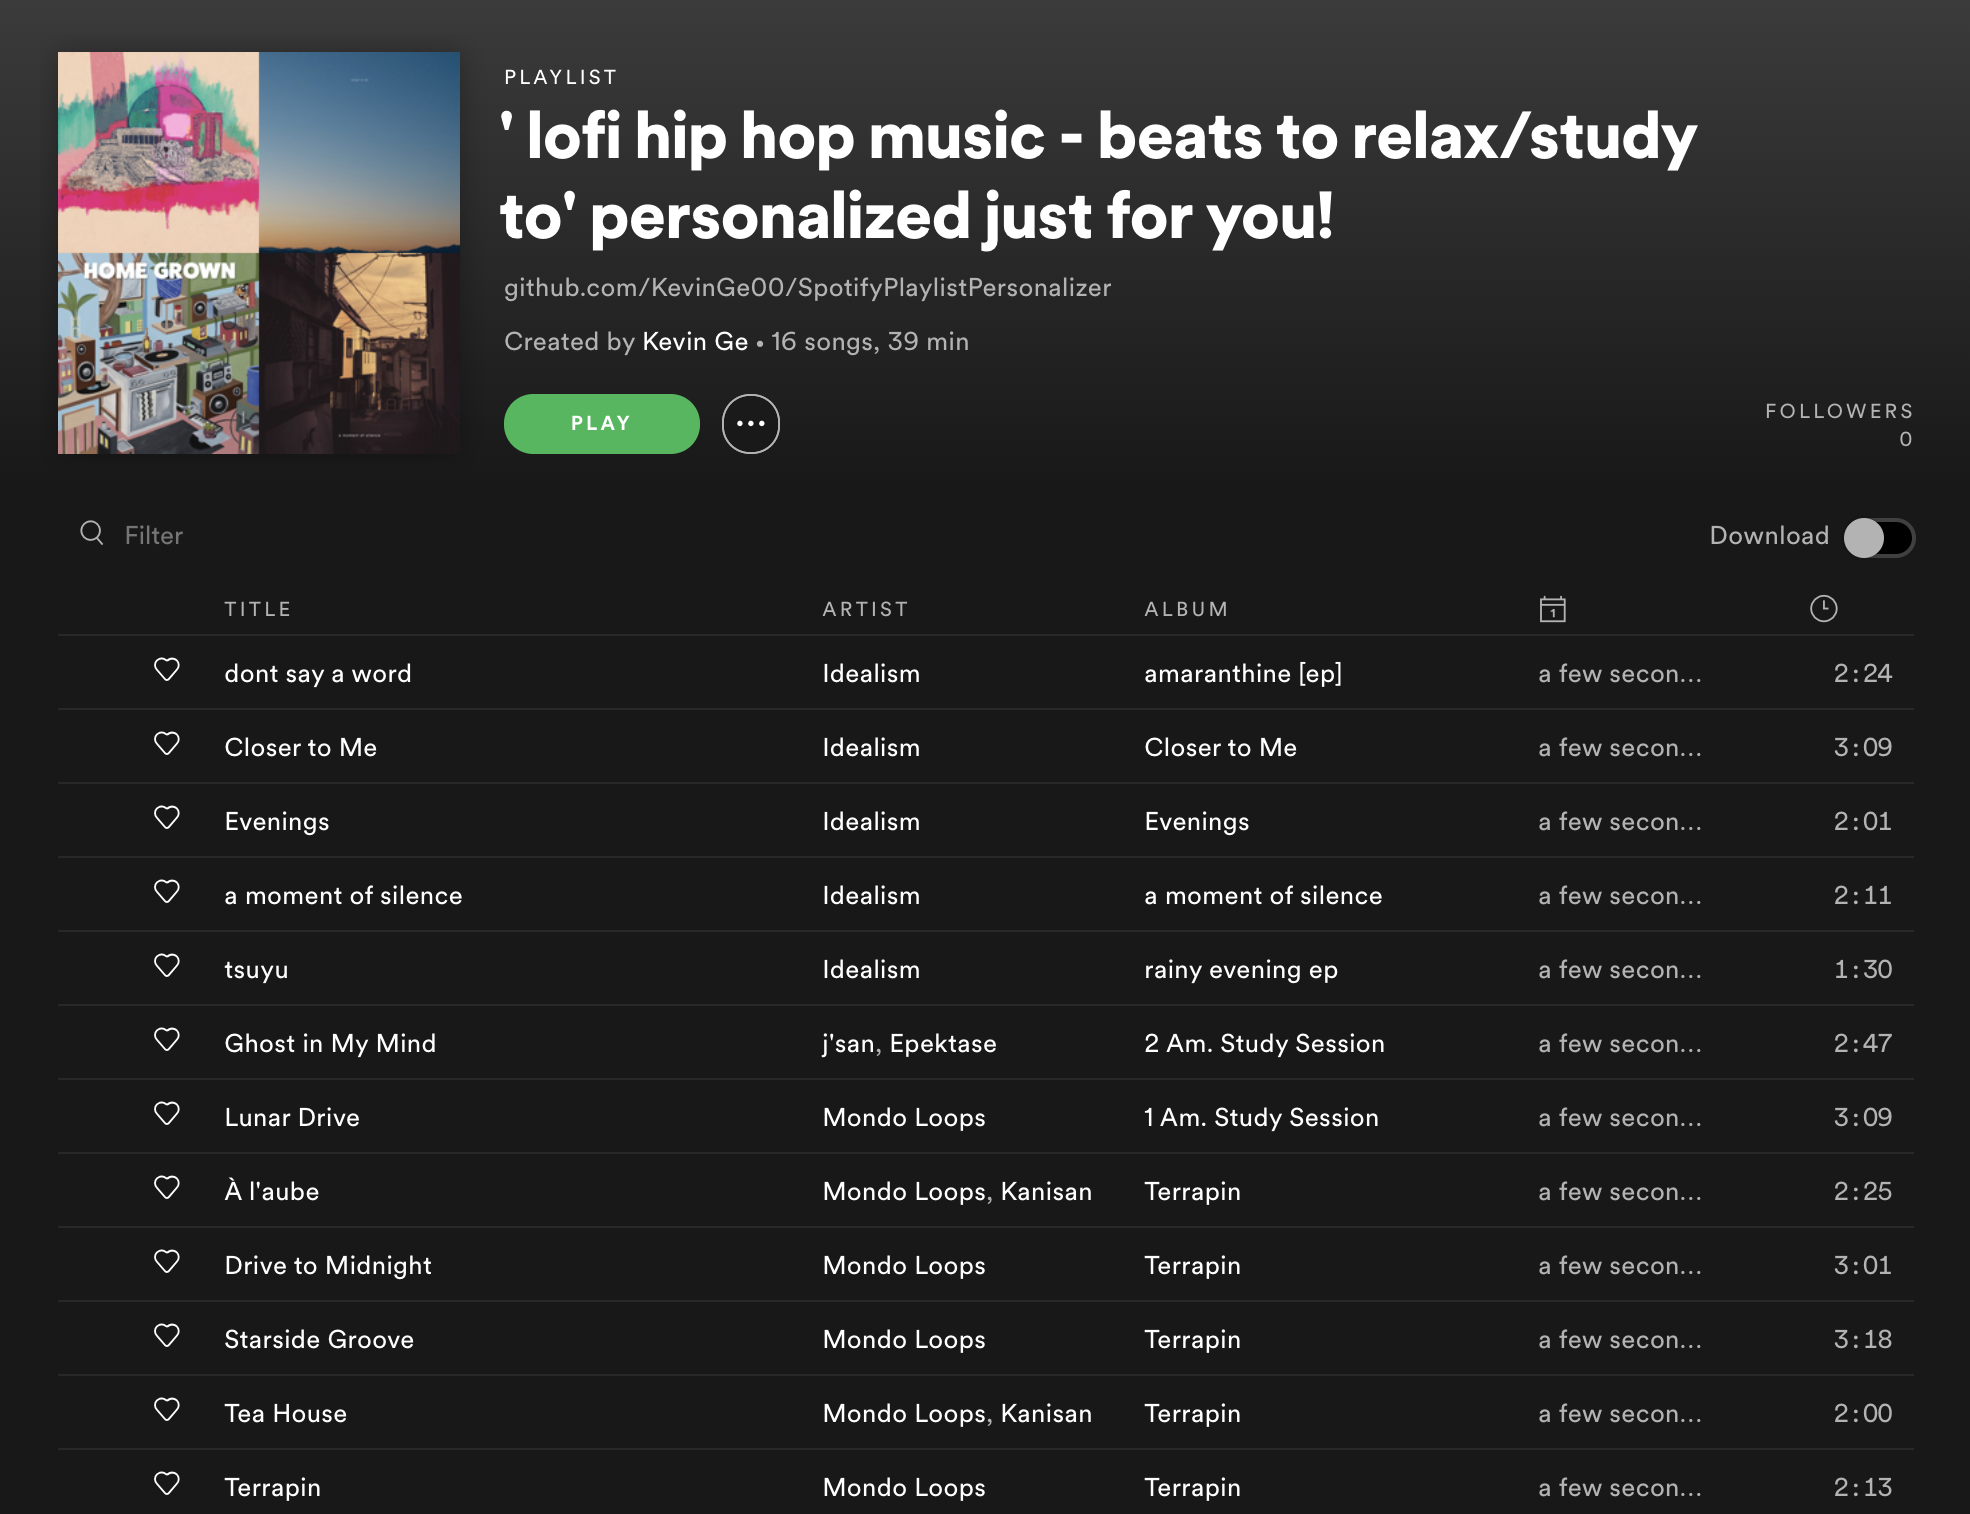 PLAYLIST
' lofi hip hop music - beats to relax/study
to' personalized just for you!
github.com/KevinGe00/SpotifyPlaylistPersonalizer
Created by Kevin Ge • 16 songs, 39 min
HOME GROWN
a moment of silence
PLAY
FOLLOWERS
0
Filter
Download
TITLE ARTIST ALBUM 1
dont say a word Idealism amaranthine [ep] a few secon... 2:24
Closer to Me Idealism Closer to Me a few secon... 3:09
Evenings Idealism Evenings a few secon... 2:01
a moment of silence Idealism a moment of silence a few secon... 2:11
tsuyu Idealism rainy evening ep a few secon... 1:30
Ghost in My Mind j'san, Epektase 2 Am. Study Session a few secon... 2:47
Lunar Drive Mondo Loops 1 Am. Study Session a few secon... 3:09
À l'aube Mondo Loops, Kanisan Terrapin a few secon... 2:25
Drive to Midnight Mondo Loops Terrapin a few secon... 3:01
Starside Groove Mondo Loops Terrapin a few secon... 3:18
Tea House Mondo Loops, Kanisan Terrapin a few secon... 2:00
Terrapin Mondo Loops Terrapin a few secon... 2:13